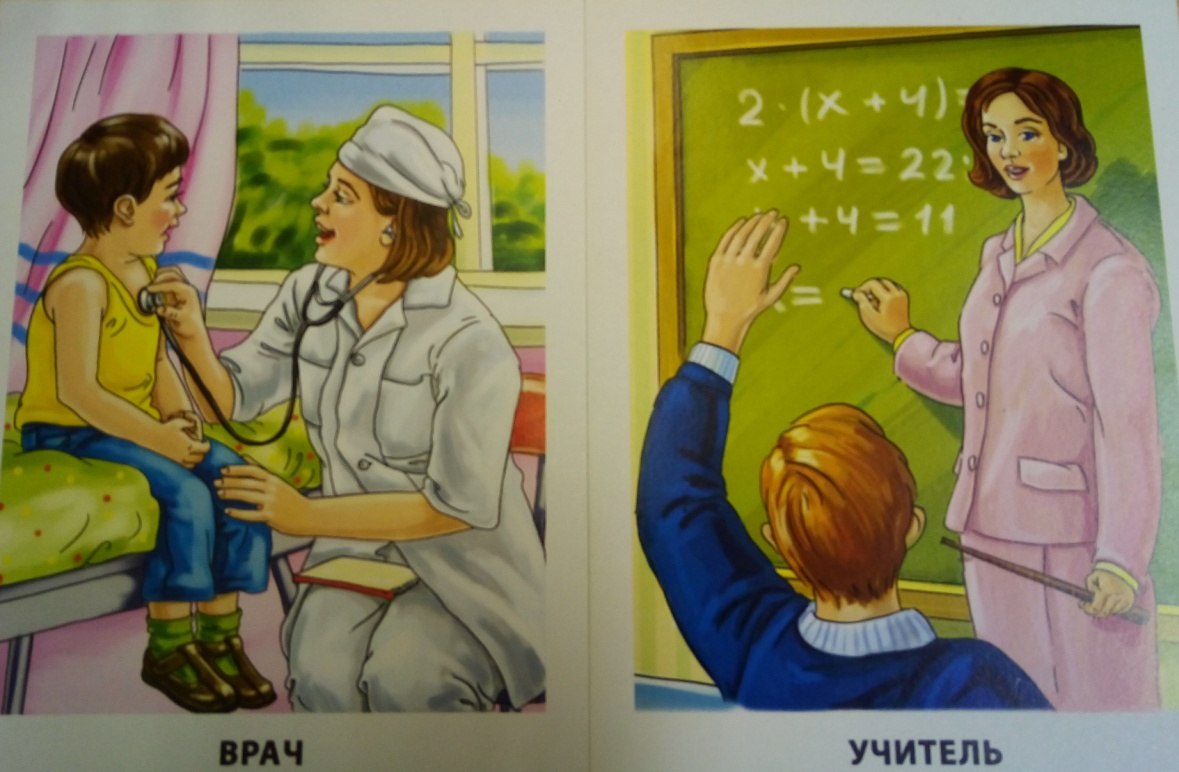 2 · (x + 4) =
x + 4 = 22:
+ 4 = 11
=
ВРАЧ
УЧИТЕЛЬ